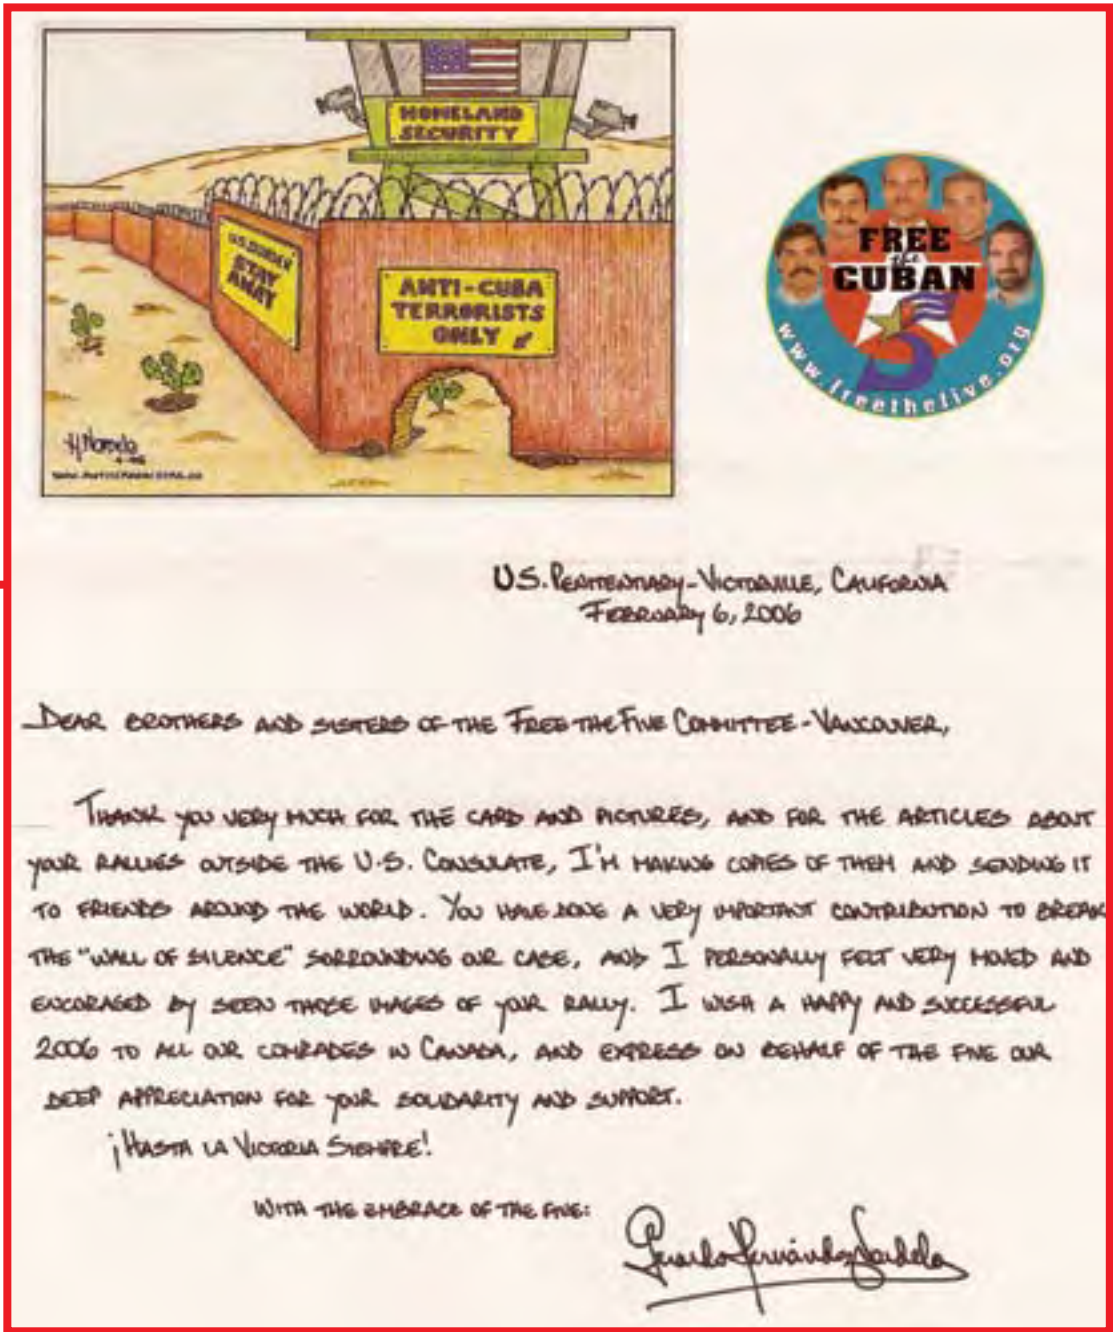 HOMELAND
SECURITY
U.S. BORDER
STAY
AWAY
ANTI-CUBA
TERRORISTS
ONLY
FREE
the
CUBAN
5
www.freethefive.org
U.S. PENITENTIARY-VICTORVILLE, CALIFORNIA
FEBRUARY 6, 2006
DEAR BROTHERS AND SISTERS OF THE FREE THE FIVE COMMITTEE-VANCOUVER,
THANK YOU VERY MUCH FOR THE CARD AND PICTURES, AND FOR THE ARTICLES ABOUT
YOUR RALLIES OUTSIDE THE U.S. CONSULATE, I'M MAKING COPIES OF THEM AND SENDING IT
TO FRIENDS AROUND THE WORLD. YOU HAVE DONE A VERY IMPORTANT CONTRIBUTION TO BREAK
THE "WALL OF SILENCE" SORROUNDING OUR CASE, AND I PERSONALLY FELT VERY MOVED AND
ENCORAGED BY SEEN THOSE IMAGES OF YOUR RALLY. I WISH A HAPPY AND SUCCESSFUL
2006 TO ALL OUR COMRADES IN CANADA, AND EXPRESS ON BEHALF OF THE FIVE OUR
DEEP APPRECIATION FOR YOUR SOLIDARITY AND SUPPORT.
¡HASTA LA VICTORIA SIEMPRE!
WITH THE EMBRACE OF THE FIVE:
Gerardo Hernández Nordelo